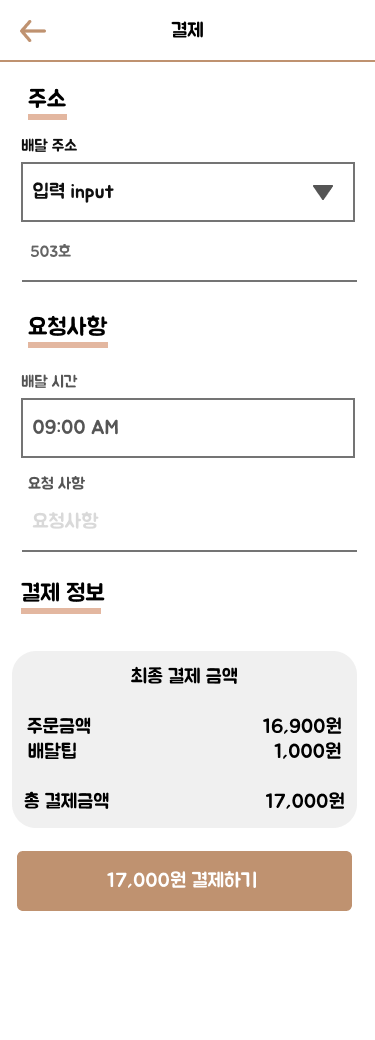 결제
주소
배달 주소
입력 input
503호
요청사항
배달 시간
09:00 AM
요청 사항
요청사항
결제 정보
최종 결제 금액
주문금액 16,900원
배달팁 1,000원
총 결제금액 17,000원
17,000원 결제하기